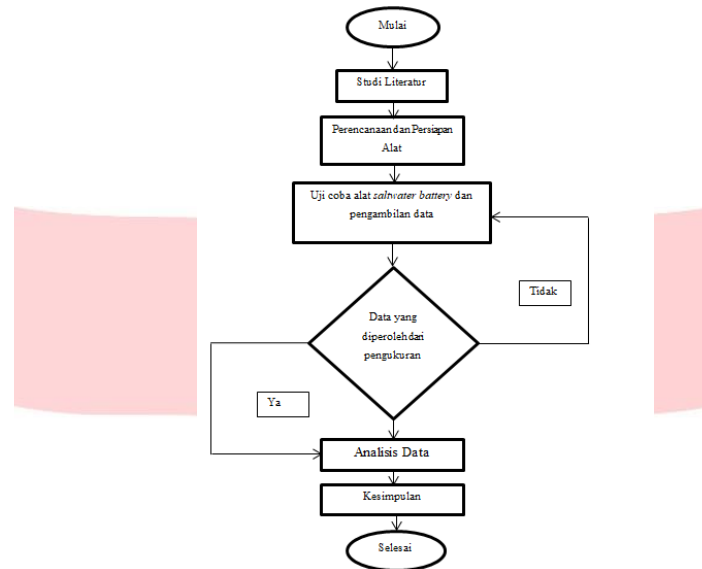 Mulai
Studi Literatur
Perencanaan dan Persiapan
Alat
Uji coba alat saltwater battery dan
pengambilan data
Tidak
Data yang
diperoleh dari
pengukuran
Ya
Analisis Data
Kesimpulan
Selesai